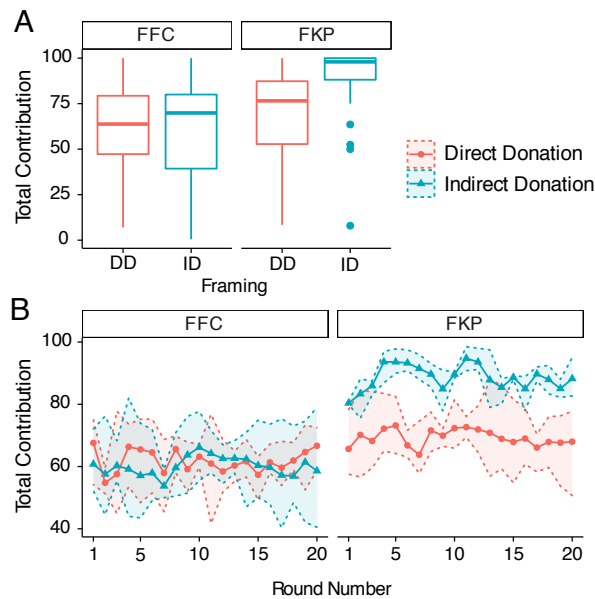 A
FFC FKP
Total Contribution
100
75
50
25
0
DD ID DD ID
Framing
Direct Donation
Indirect Donation
B
FFC FKP
Total Contribution
100
80
60
40
1 5 10 15 20 1 5 10 15 20
Round Number